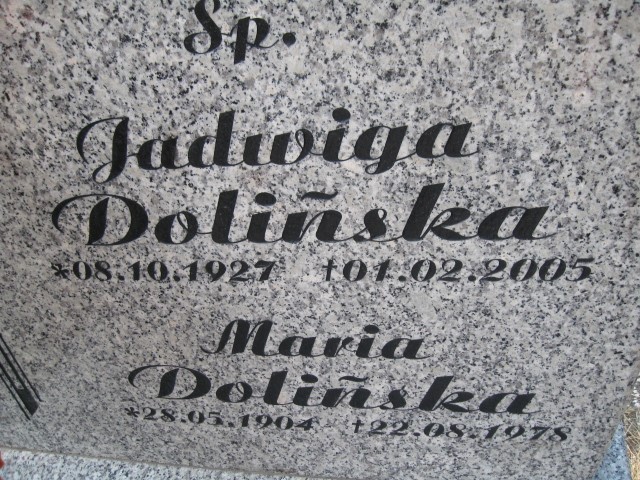 Sp.
Jadwiga
Doliñska
*08.10.1927 †01.02.2005
Maria
Doliñska
*28.05.1904 †22.08.1978